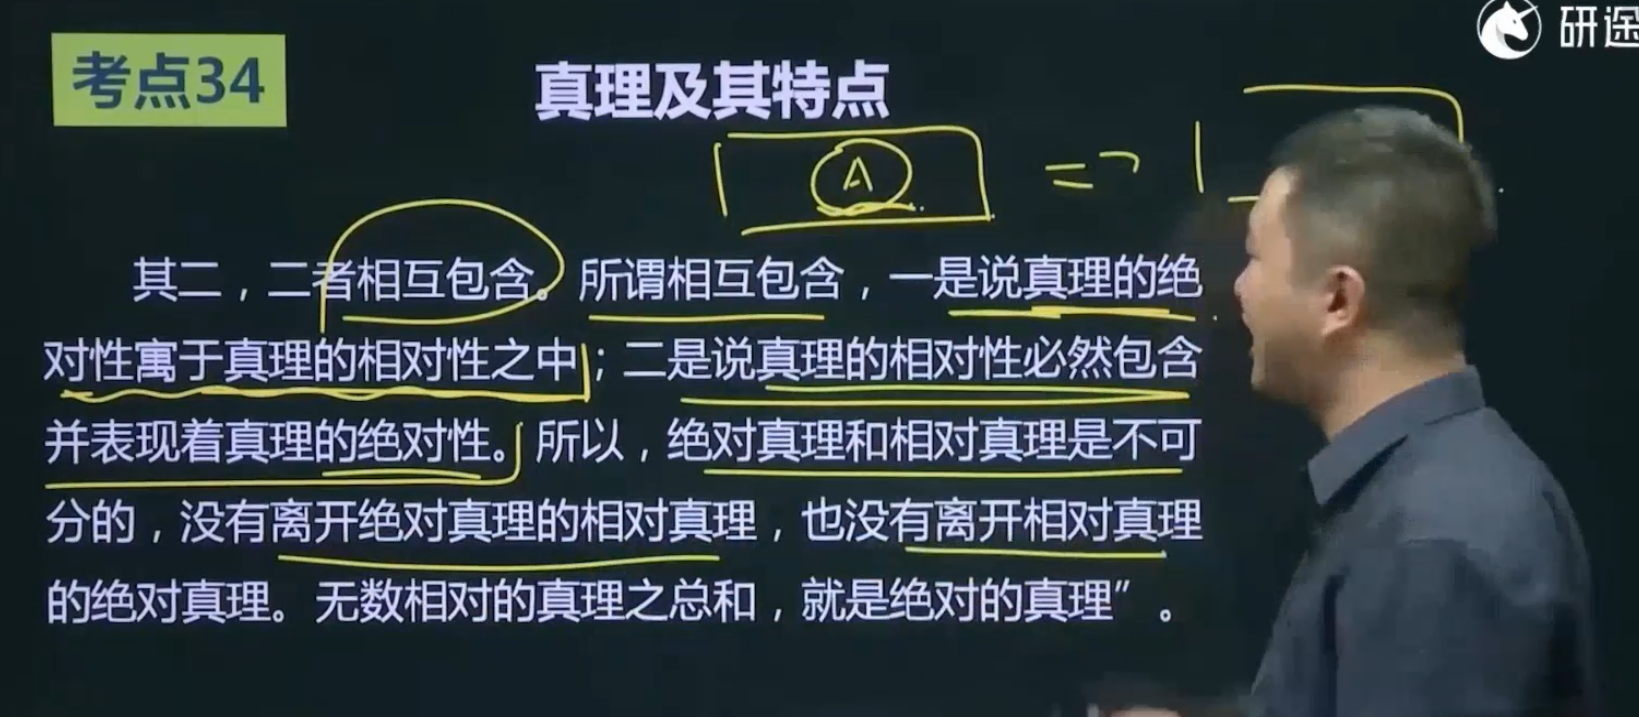 研途
考点34
真理及其特点
A
其二，二者相互包含。所谓相互包含，一是说真理的绝
对性寓于真理的相对性之中；二是说真理的相对性必然包含
并表现着真理的绝对性。所以，绝对真理和相对真理是不可
分的，没有离开绝对真理的相对真理，也没有离开相对真理
的绝对真理。无数相对的真理之总和，就是绝对的真理”。